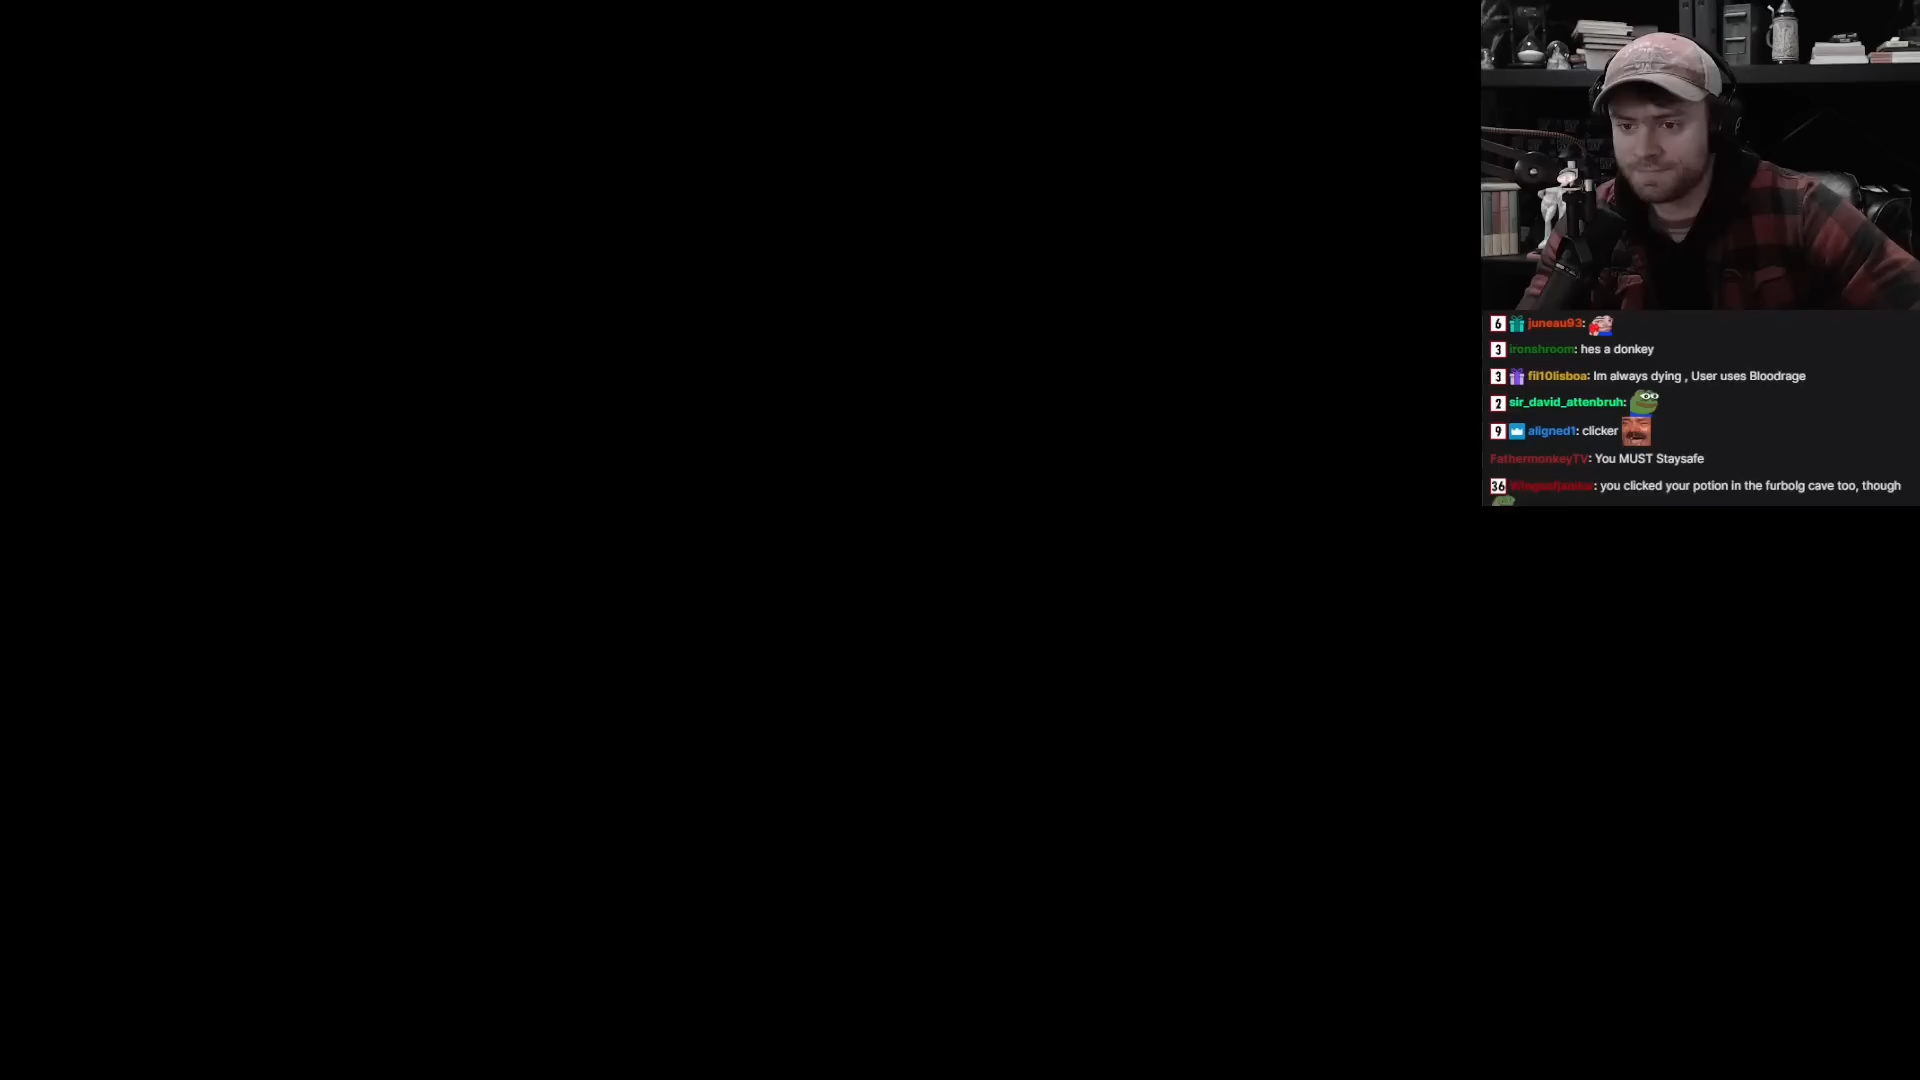 6 juneau93:
3 ironshroom: hes a donkey
3 fil10lisboa: Im always dying , User uses Bloodrage
2 sir_david_attenbruh:
9 aligned1: clicker
FathermonkeyTV: You MUST Staysafe
36 : you clicked your potion in the furbolg cave too, though